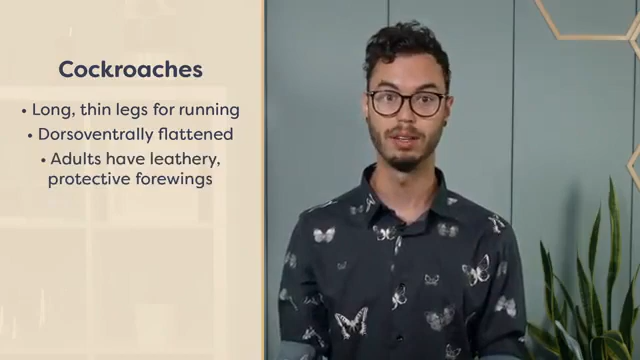 Cockroaches
• Long, thin legs for running
• Dorsoventrally flattened
• Adults have leathery,
protective forewings